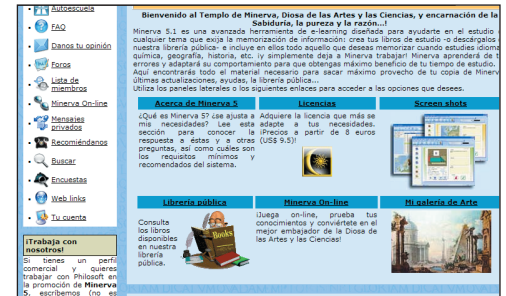 Autoescuela
FAQ
Danos tu opinión
Foros
Lista de
miembros
Minerva On-line
Mensajes
privados
Recomiéndanos
Buscar
Encuestas
Web links
Tu cuenta
¡Trabaja con
nosotros!
Si tienes un perfil
comercial y quieres
trabajar con Philosoft en
la promoción de Minerva
5, escríbemos (no es
Bienvenido al Templo de Minerva, Diosa de las Artes y las Ciencias, y encarnación de la
Sabiduría, la pureza y la razón...!
Minerva 5.1 es una avanzada herramienta de e-learning diseñada para ayudarte en el estudio
cualquier tema que exija la memorización de información: crea tus libros de estudio -o descárgalos
nuestra librería pública- e incluye en ellos todo aquello que deseas memorizar cuando estudies idioma
química, geografía, historia, etc. ¡y simplemente deja a Minerva trabajar! Minerva aprenderá de t
errores y adaptará su comportamiento para que obtengas máximo beneficio de tu tiempo de estudio.
Aquí encontrarás todo el material necesario para sacar máximo provecho de tu copia de Minerv
últimas actualizaciones, ayudas, la librería pública...
Utiliza los paneles laterales o los siguientes enlaces para acceder a las opciones que desees.
Acerca de Minerva 5
¿Qué es Minerva 5? ¿se ajusta a
mis necesidades? Lee esta
sección para conocer la
respuesta a éstas y a otras
preguntas, así como cuáles son
los requisitos mínimos y
recomendados del sistema.
Licencias
Adquiere la licencia que más se
adapte a tus necesidades.
¡Precios a partir de 8 euros
(US$ 9.5)!
Screen shots
Librería pública
Consulta
los libros
disponibles
en nuestra
librería
pública.
Books
Minerva On-line
¡Juega on-line, prueba tus
conocimientos y conviértete en el
mejor embajador de la Diosa de
las Artes y las Ciencias!
Mi galería de Arte